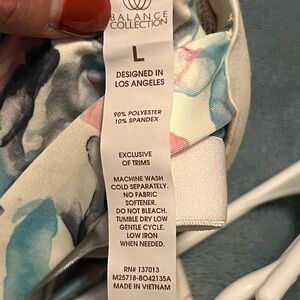 BALANCE
COLLECTION
L
DESIGNED IN
LOS ANGELES
90% POLYESTER
10% SPANDEX
EXCLUSIVE
OF TRIMS
MACHINE WASH
COLD SEPARATELY.
NO FABRIC
SOFTENER.
DO NOT BLEACH.
TUMBLE DRY LOW
GENTLE CYCLE.
LOW IRON
WHEN NEEDED.
RN# 137013
M25718-BO4213SA
MADE IN VIETNAM